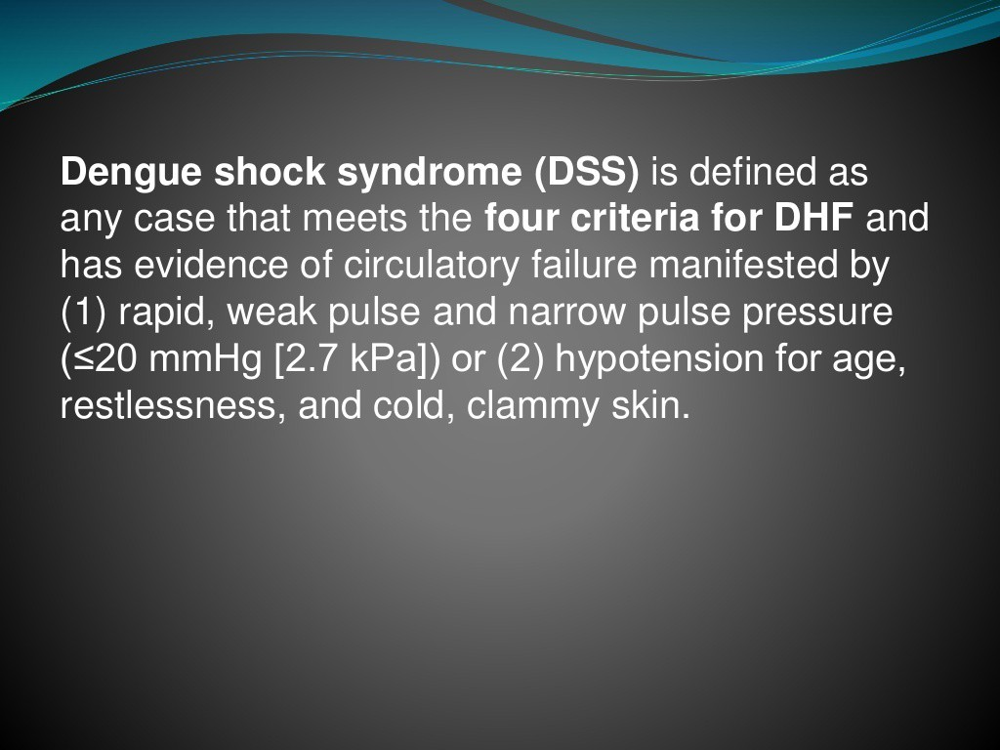 Dengue shock syndrome (DSS) is defined as
any case that meets the four criteria for DHF and
has evidence of circulatory failure manifested by
(1) rapid, weak pulse and narrow pulse pressure
(≤20 mmHg [2.7 kPa]) or (2) hypotension for age,
restlessness, and cold, clammy skin.